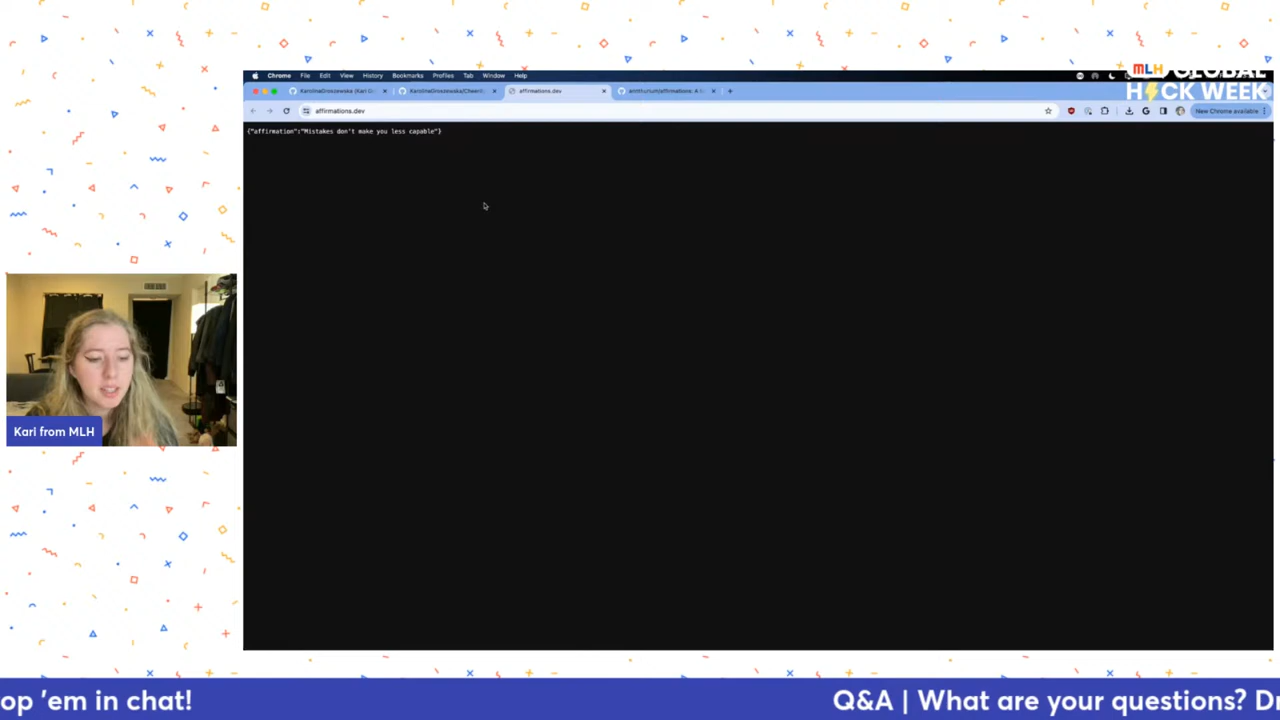 Chrome File Edit View History Bookmarks Profiles Tab Window Help
MLH GLOBAL
HACK WEEK
KarolinaGroszewska (Kari G
affirmations.dev
affirmations.dev
New Chrome available
{"affirmation":"Mistakes don't make you less capable"}
Kari from MLH
op 'em in chat!
Q&A | What are your questions? Dr